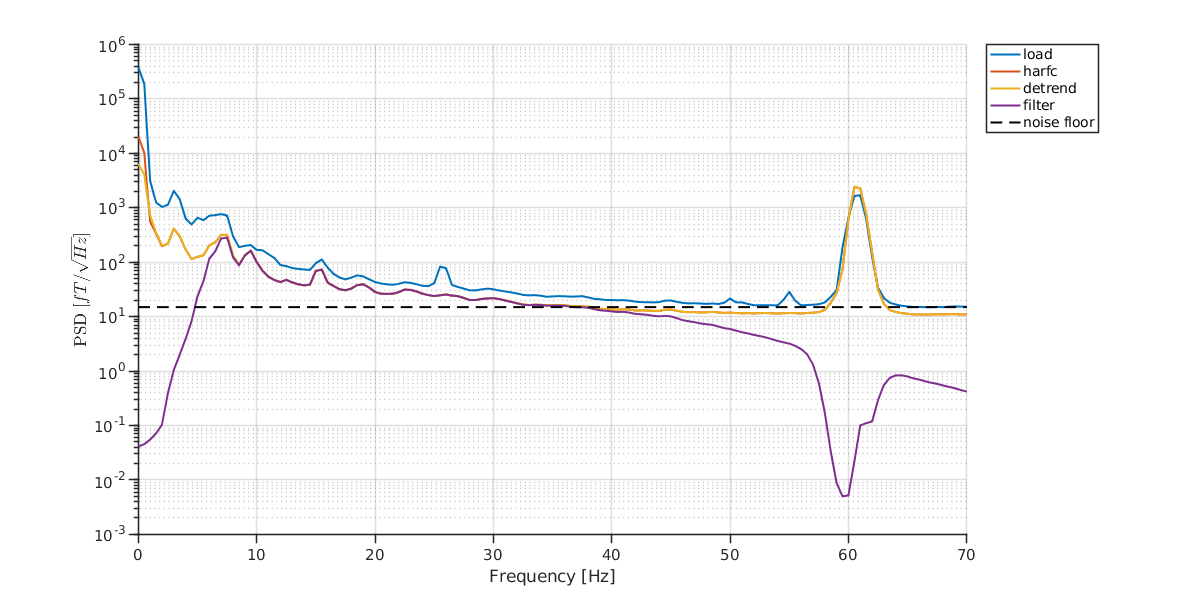 load
harfc
detrend
filter
noise floor
PSD [fT/√Hz]
10^6
10^5
10^4
10^3
10^2
10^1
10^0
10^-1
10^-2
10^-3
0 10 20 30 40 50 60 70
Frequency [Hz]